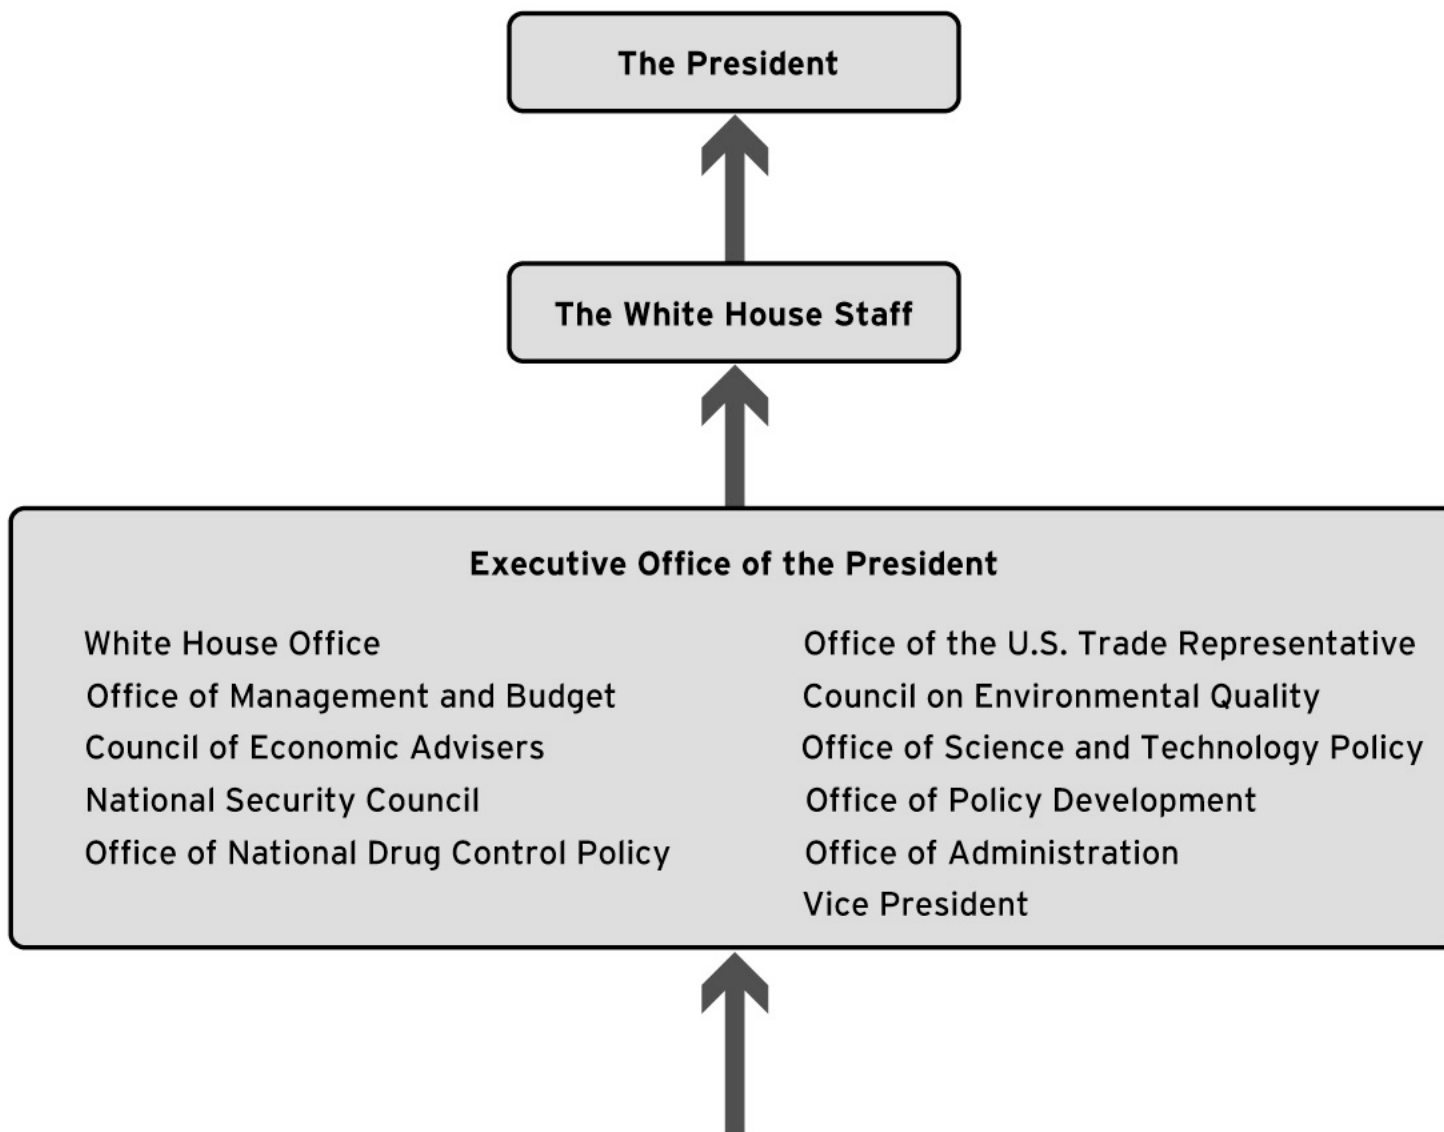 The President
The White House Staff
Executive Office of the President
White House Office
Office of Management and Budget
Council of Economic Advisers
National Security Council
Office of National Drug Control Policy
Office of the U.S. Trade Representative
Council on Environmental Quality
Office of Science and Technology Policy
Office of Policy Development
Office of Administration
Vice President